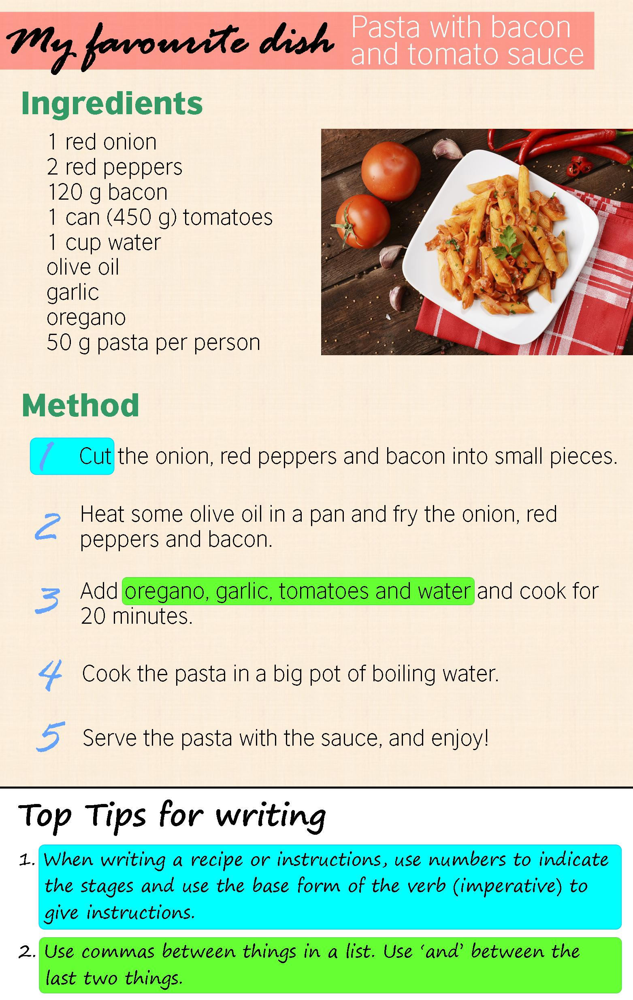 My favourite dish
Pasta with bacon
and tomato sauce
Ingredients
1 red onion
2 red peppers
120 g bacon
1 can (450 g) tomatoes
1 cup water
olive oil
garlic
oregano
50 g pasta per person
Method
1 Cut the onion, red peppers and bacon into small pieces.
2 Heat some olive oil in a pan and fry the onion, red
peppers and bacon.
3 Add oregano, garlic, tomatoes and water and cook for
20 minutes.
4 Cook the pasta in a big pot of boiling water.
5 Serve the pasta with the sauce, and enjoy!
Top Tips for writing
1. When writing a recipe or instructions, use numbers to indicate
the stages and use the base form of the verb (imperative) to
give instructions.
2. Use commas between things in a list. Use ‘and’ between the
last two things.